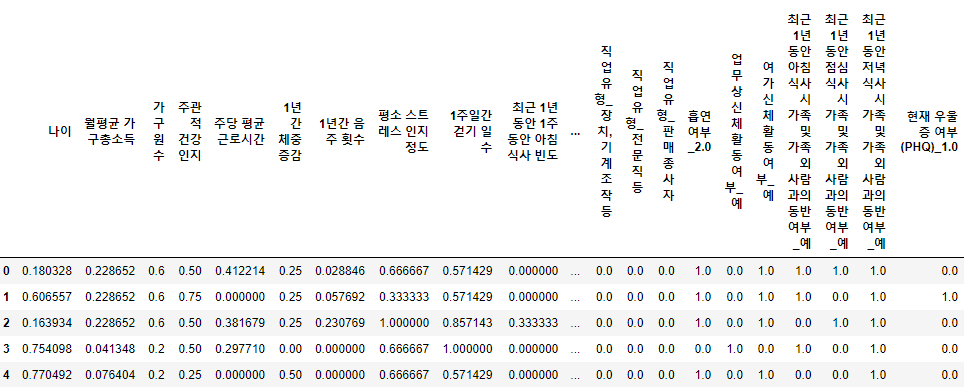 나이
월평균 가
구총소득
가
구
원
수
주관
적
건강
인지
주당 평균
근로시간
1년
간
체중
증감
1년간 음
주 횟수
평소 스트
레스 인지
정도
1주일간
걷기 일
수
최근 1년
동안 1주
동안 아침
식사 빈도
...
직
업
유
형_
장
치,
기
계
조
작
등
직
업
유
형_
전
문
직
등
직
업
유
형_
판
매
종
사
자
흡연
여부
_2.0
업
무
상
신
체
활
동
여
부_
예
여
가
신
체
활
동
여
부_
예
최근
1년
동안
아침
식사
시
가족
및
가족
외
사람
과의
동반
여부
_예
최근
1년
동안
점심
식사
시
가족
및
가족
외
사람
과의
동반
여부
_예
최근
1년
동안
저녁
식사
시
가족
및
가족
외
사람
과의
동반
여부
_예
현재 우울
증 여부
(PHQ)_1.0
0 0.180328 0.228652 0.6 0.50 0.412214 0.25 0.028846 0.666667 0.571429 0.000000 ... 0.0 0.0 0.0 1.0 0.0 1.0 1.0 1.0 1.0 0.0
1 0.606557 0.228652 0.6 0.75 0.000000 0.25 0.057692 0.333333 0.571429 0.000000 ... 0.0 0.0 0.0 1.0 0.0 1.0 1.0 0.0 1.0 1.0
2 0.163934 0.228652 0.6 0.50 0.381679 0.25 0.230769 1.000000 0.857143 0.333333 ... 0.0 0.0 0.0 1.0 0.0 1.0 0.0 1.0 1.0 0.0
3 0.754098 0.041348 0.2 0.50 0.297710 0.00 0.000000 0.666667 1.000000 0.000000 ... 0.0 0.0 0.0 0.0 1.0 0.0 1.0 0.0 1.0 0.0
4 0.770492 0.076404 0.2 0.25 0.000000 0.50 0.000000 0.666667 0.571429 0.000000 ... 0.0 0.0 0.0 1.0 0.0 1.0 1.0 0.0 1.0 0.0